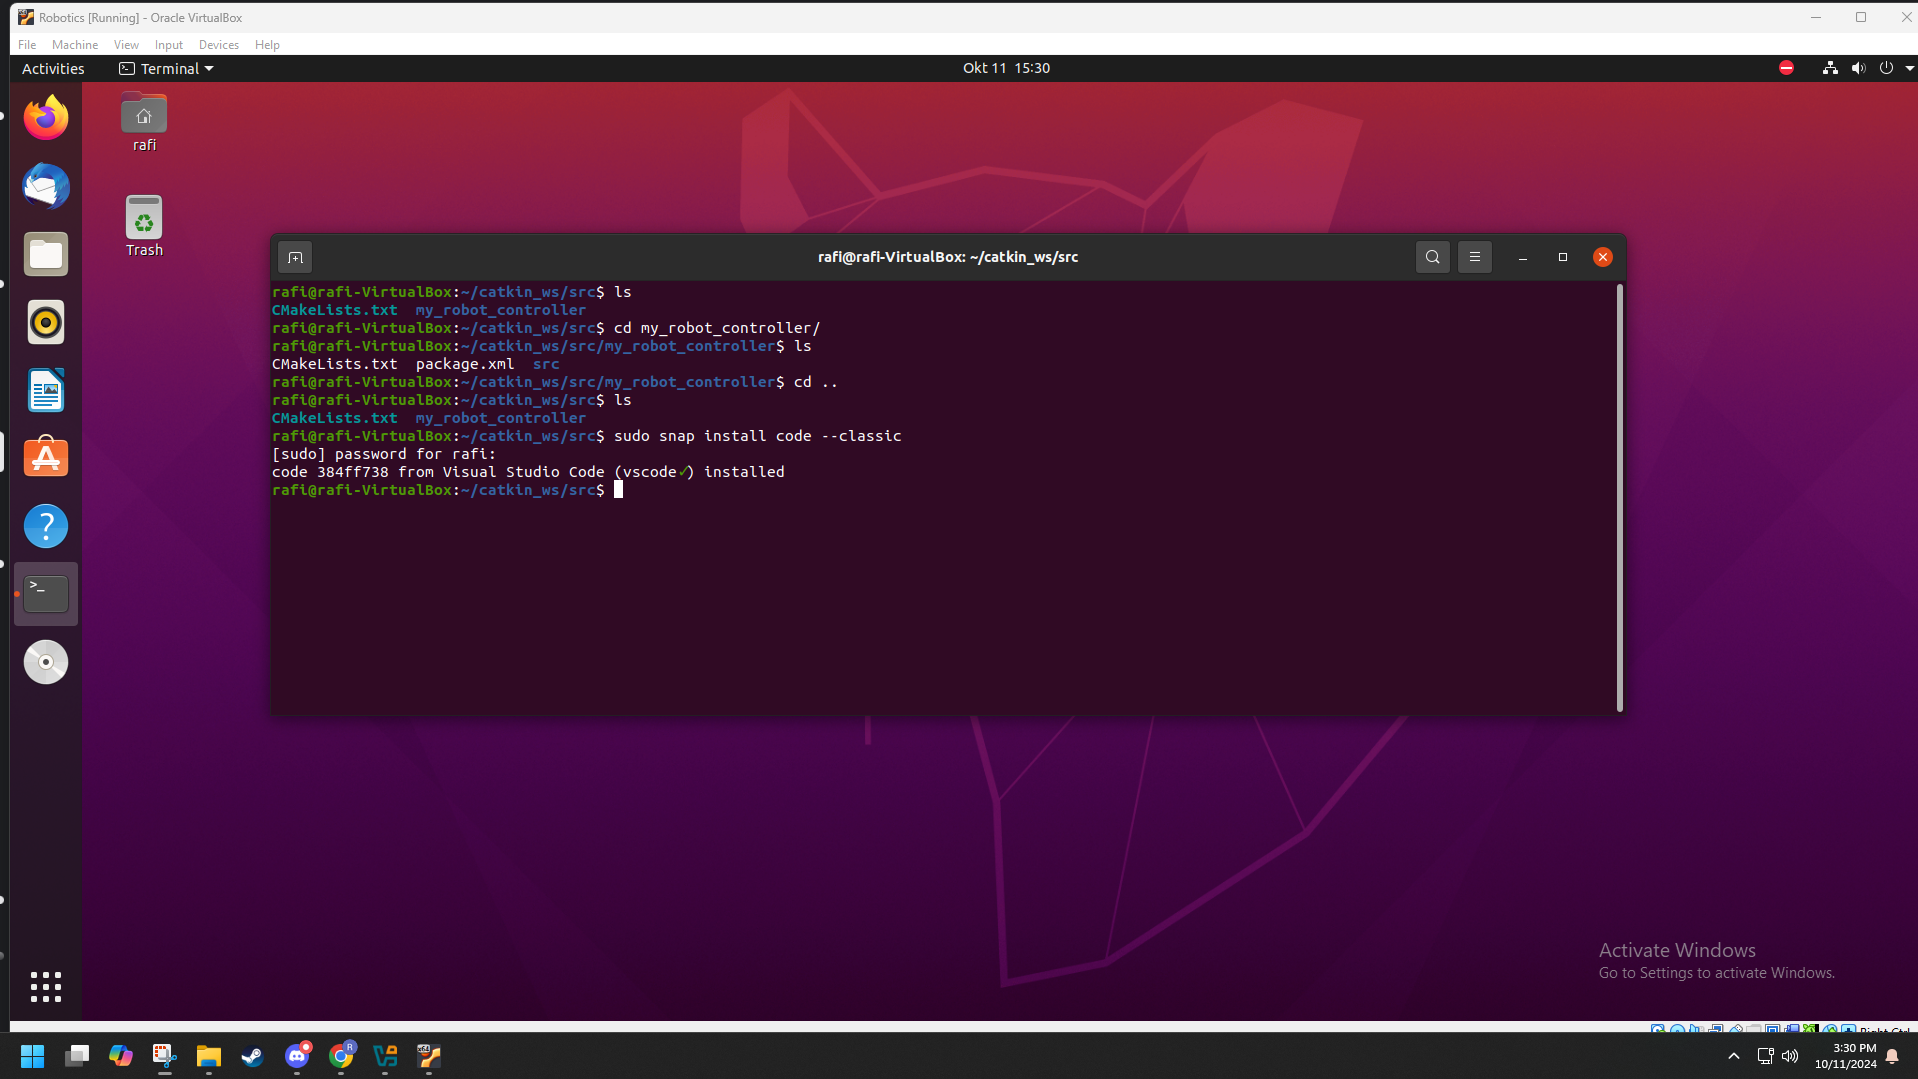 Robotics [Running] - Oracle VirtualBox
File Machine View Input Devices Help
Activities Terminal Okt 11 15:30
rafi
Trash
rafi@rafi-VirtualBox: ~/catkin_ws/src
rafi@rafi-VirtualBox:~/catkin_ws/src$ ls
CMakeLists.txt my_robot_controller
rafi@rafi-VirtualBox:~/catkin_ws/src$ cd my_robot_controller/
rafi@rafi-VirtualBox:~/catkin_ws/src/my_robot_controller$ ls
CMakeLists.txt package.xml src
rafi@rafi-VirtualBox:~/catkin_ws/src/my_robot_controller$ cd ..
rafi@rafi-VirtualBox:~/catkin_ws/src$ ls
CMakeLists.txt my_robot_controller
rafi@rafi-VirtualBox:~/catkin_ws/src$ sudo snap install code --classic
[sudo] password for rafi:
code 384ff738 from Visual Studio Code (vscode✓) installed
rafi@rafi-VirtualBox:~/catkin_ws/src$
Activate Windows
Go to Settings to activate Windows.
Right Ctrl
R
x64
3:30 PM
10/11/2024